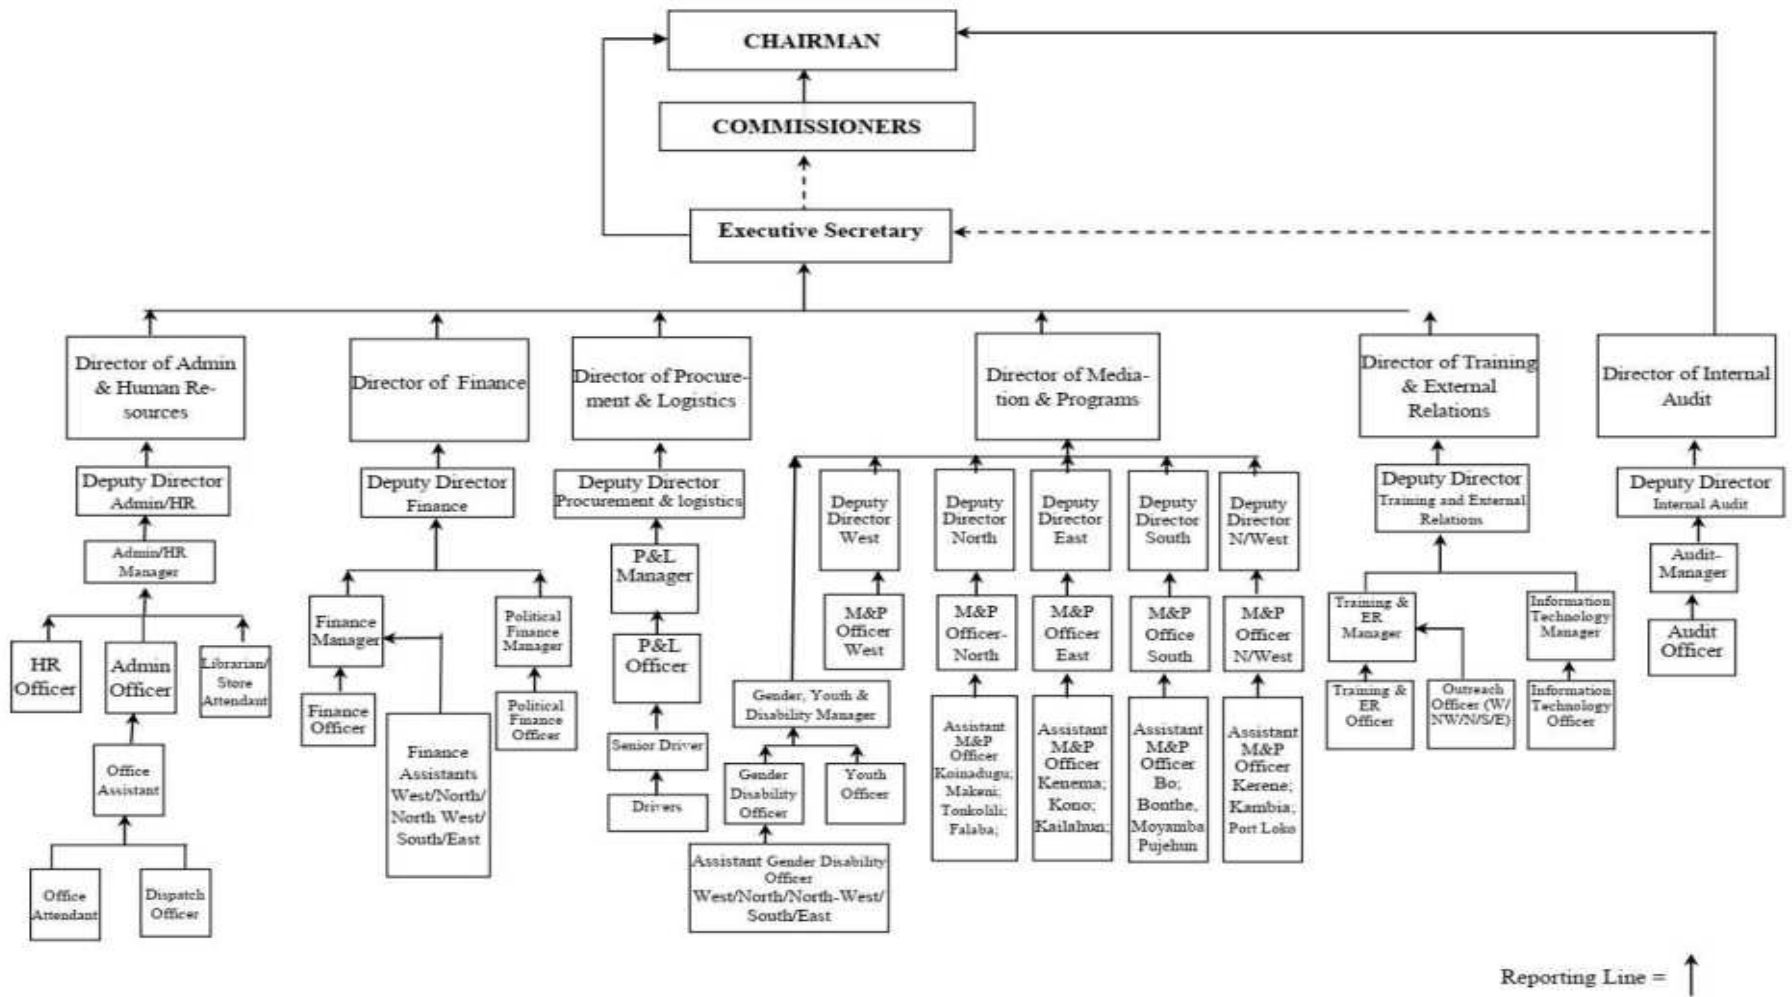 CHAIRMAN
COMMISSIONERS
Executive Secretary
Director of Admin
& Human Re-
sources
Deputy Director
Admin/HR
Admin/HR
Manager
HR
Officer
Admin
Officer
Librarian/
Store
Attendant
Office
Assistant
Office
Attendant
Dispatch
Officer
Director of Finance
Deputy Director
Finance
Finance
Manager
Political
Finance
Manager
Finance
Officer
Finance
Assistants
West/North/
North West/
South/East
Political
Finance
Officer
Director of Procure-
ment & Logistics
Deputy Director
Procurement & logistics
P&L
Manager
P&L
Officer
Senior Driver
Drivers
Director of Media-
tion & Programs
Gender, Youth &
Disability Manager
Gender
Disability
Officer
Youth
Officer
Assistant Gender Disability
Officer
West/North/North-West/
South/East
Deputy
Director
West
M&P
Officer
West
Deputy
Director
North
M&P
Officer-
North
Assistant
M&P
Officer
Koinadugu;
Makeni;
Tonkolili;
Falaba;
Deputy
Director
East
M&P
Officer
East
Assistant
M&P
Officer
Kenema;
Kono;
Kailahun;
Deputy
Director
South
M&P
Office
South
Assistant
M&P
Officer
Bo;
Bonthe,
Moyamba
Pujehun
Deputy
Director
N/West
M&P
Officer
N/West
Assistant
M&P
Officer
Kerene;
Kambia;
Port Loko
Director of Training
& External
Relations
Deputy Director
Training and External
Relations
Training &
ER
Manager
Information
Technology
Manager
Training &
ER
Officer
Outreach
Officer (W/
NW/N/S/E)
Information
Technology
Officer
Director of Internal
Audit
Deputy Director
Internal Audit
Audit-
Manager
Audit
Officer
Reporting Line =